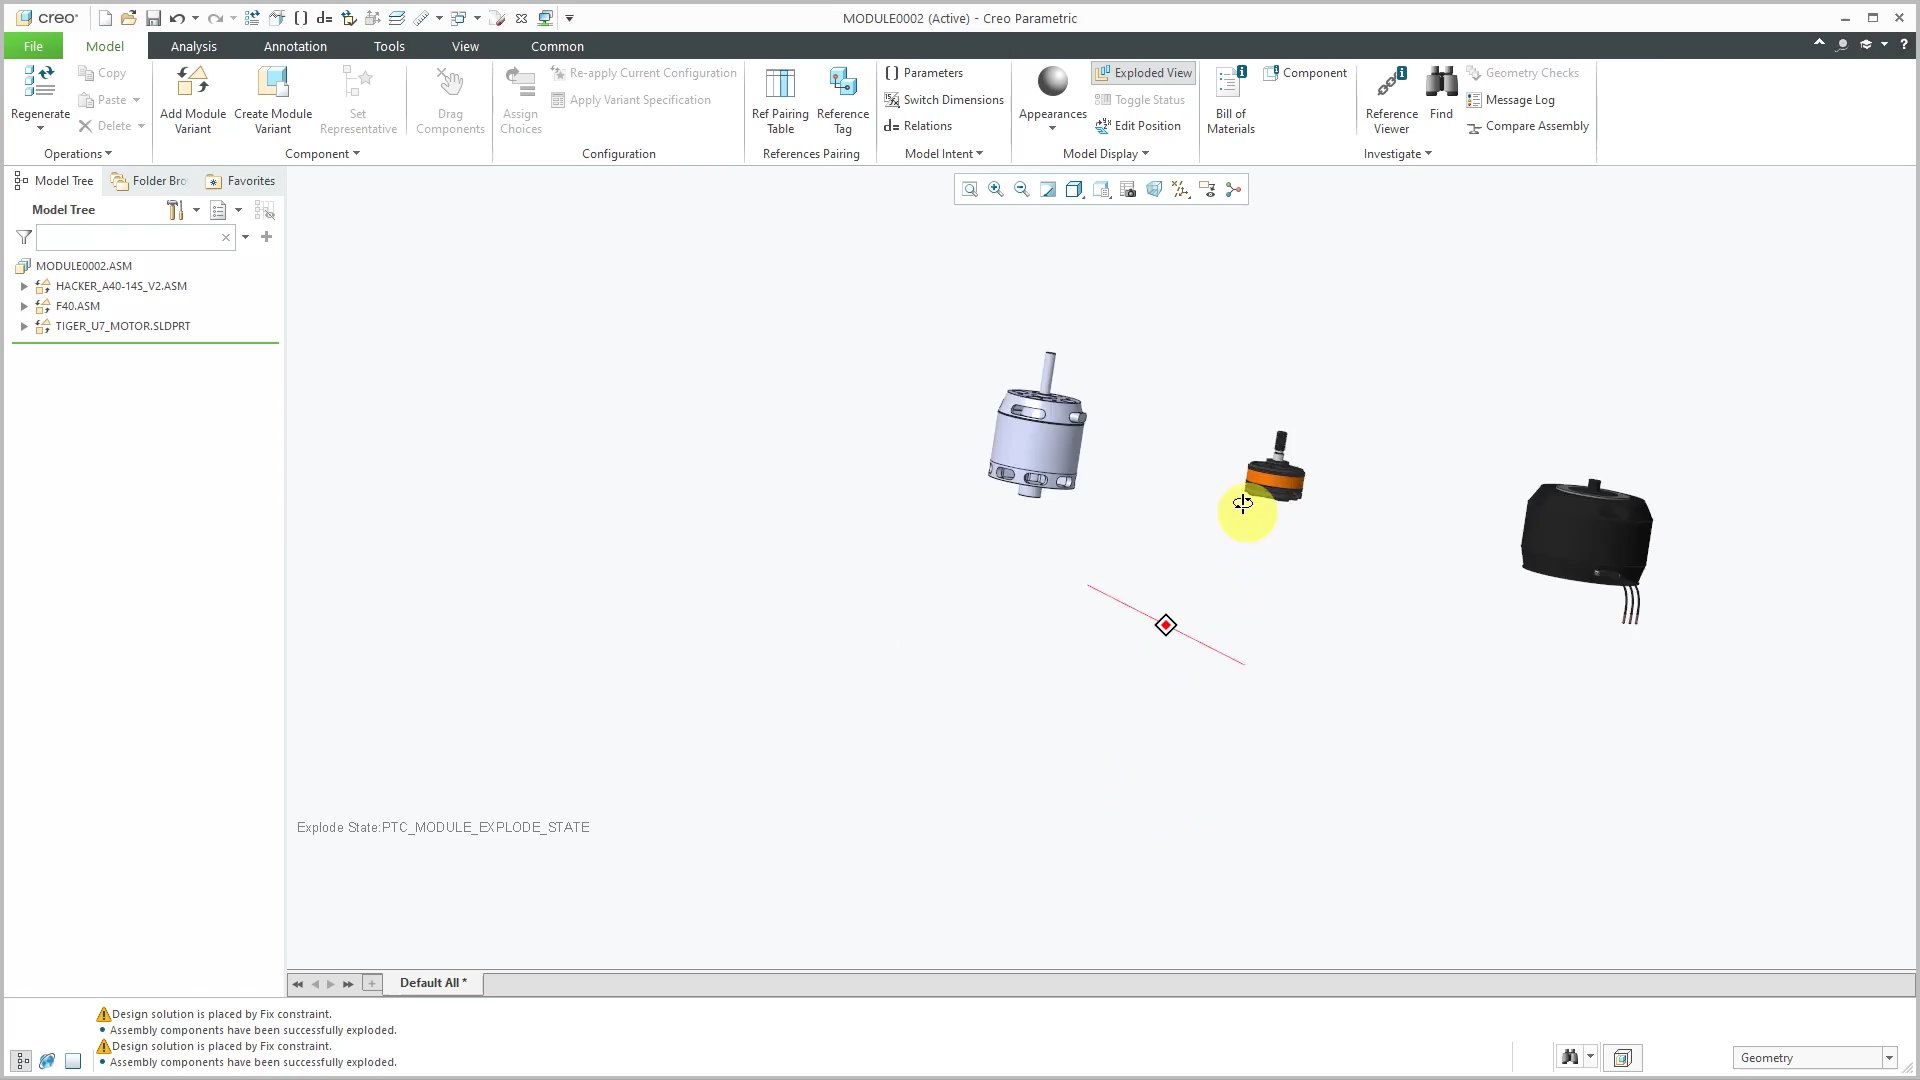 creo
MODULE0002 (Active) - Creo Parametric
File
Model
Analysis
Annotation
Tools
View
Common
Regenerate
Copy
Paste
Delete
Operations
Add Module Variant
Create Module Variant
Set Representative
Component
Drag Components
Assign Choices
Re-apply Current Configuration
Apply Variant Specification
Configuration
Ref Pairing Table
Reference Tag
References Pairing
Parameters
Switch Dimensions
d= Relations
Model Intent
Appearances
Exploded View
Toggle Status
Edit Position
Model Display
Bill of Materials
Component
Reference Viewer
Find
Geometry Checks
Message Log
Compare Assembly
Investigate
Model Tree
Folder Bro
Favorites
Model Tree
MODULE0002.ASM
HACKER_A40-14S_V2.ASM
F40.ASM
TIGER_U7_MOTOR.SLDPRT
Explode State:PTC_MODULE_EXPLODE_STATE
Default All *
Design solution is placed by Fix constraint.
Assembly components have been successfully exploded.
Design solution is placed by Fix constraint.
Assembly components have been successfully exploded.
Geometry